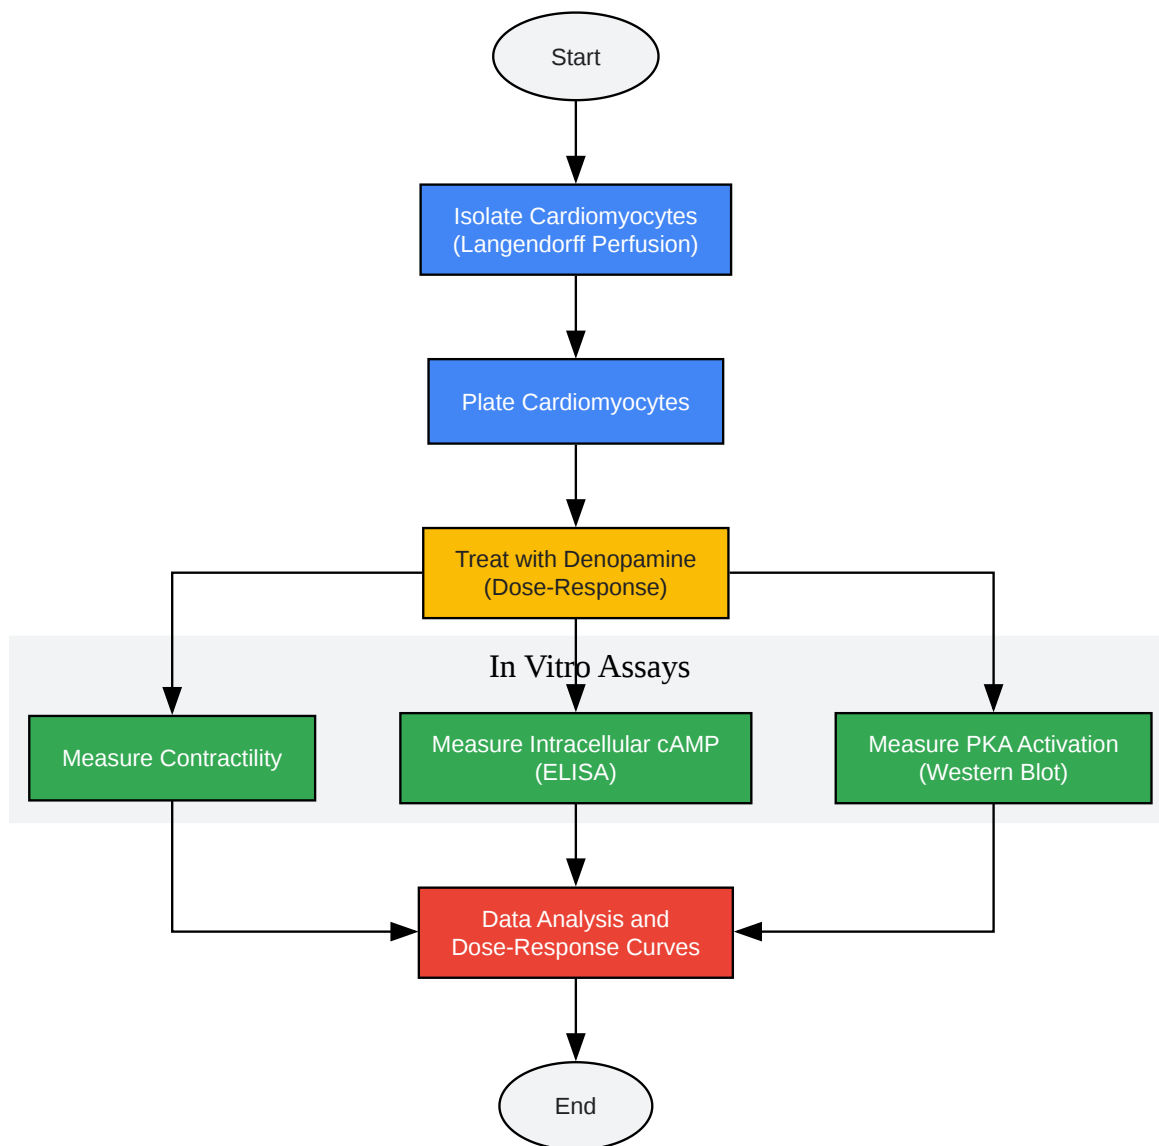 Start
Isolate Cardiomyocytes
(Langendorff Perfusion)
Plate Cardiomyocytes
Treat with Denopamine
(Dose-Response)
In Vitro Assays
Measure Contractility
Measure Intracellular cAMP
(ELISA)
Measure PKA Activation
(Western Blot)
Data Analysis and
Dose-Response Curves
End